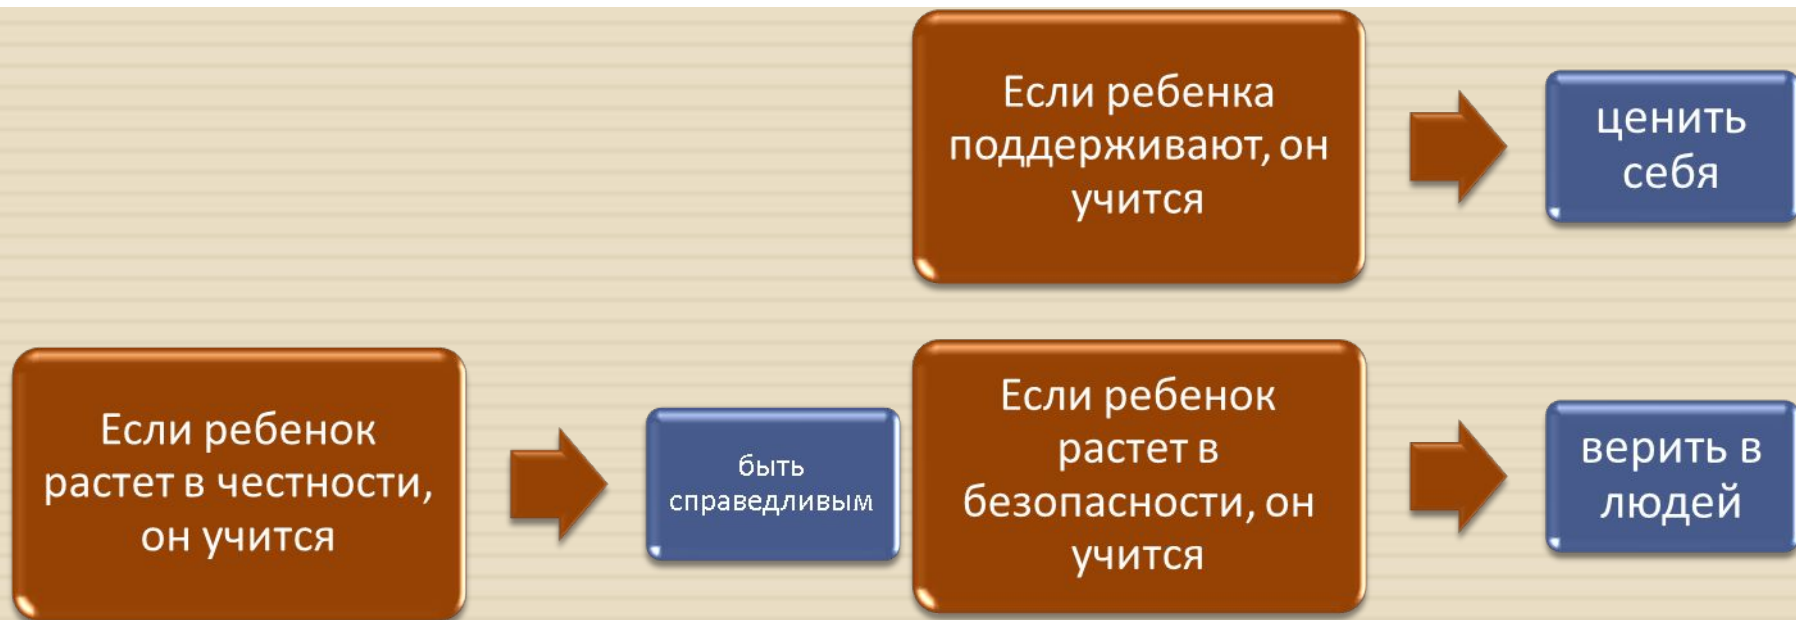 Если ребенка
поддерживают, он
учится
ценить
себя
Если ребенок
растет в честности,
он учится
быть
справедливым
Если ребенок
растет в
безопасности, он
учится
верить в
людей